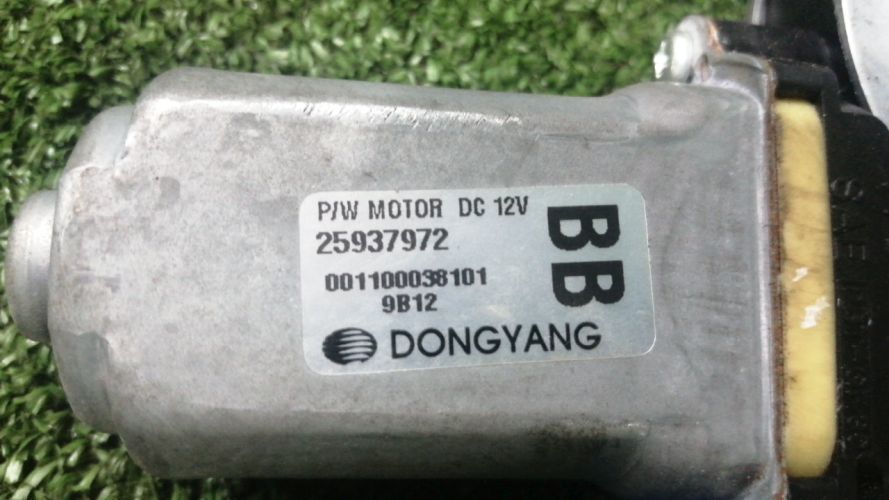 P/W MOTOR DC 12V
25937972
001100038101
9B12
BB
DONGYANG